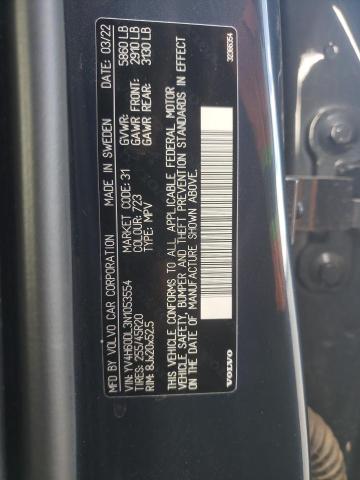 MFD BY VOLVO CAR CORPORATION MADE IN SWEDEN DATE: 03/22
VIN: YV4H600L3N1053554 MARKET CODE: 31 GVWR: 5860 LB
TIRES: 255/45R20 COLOUR: 723 GAWR FRONT: 2910 LB
RIM: 8Jx20x52.5 TYPE: MPV GAWR REAR: 3130 LB
THIS VEHICLE CONFORMS TO ALL APPLICABLE FEDERAL MOTOR
VEHICLE SAFETY, BUMPER AND THEFT PREVENTION STANDARDS IN EFFECT
ON THE DATE OF MANUFACTURE SHOWN ABOVE.
VOLVO